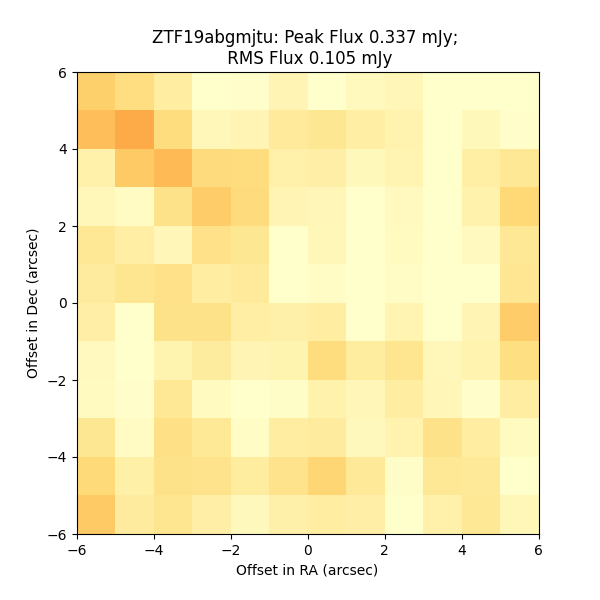 ZTF19abgmjtu: Peak Flux 0.337 mJy;
RMS Flux 0.105 mJy
6
4
2
0
−2
−4
−6
Offset in Dec (arcsec)
−6 −4 −2 0 2 4 6
Offset in RA (arcsec)